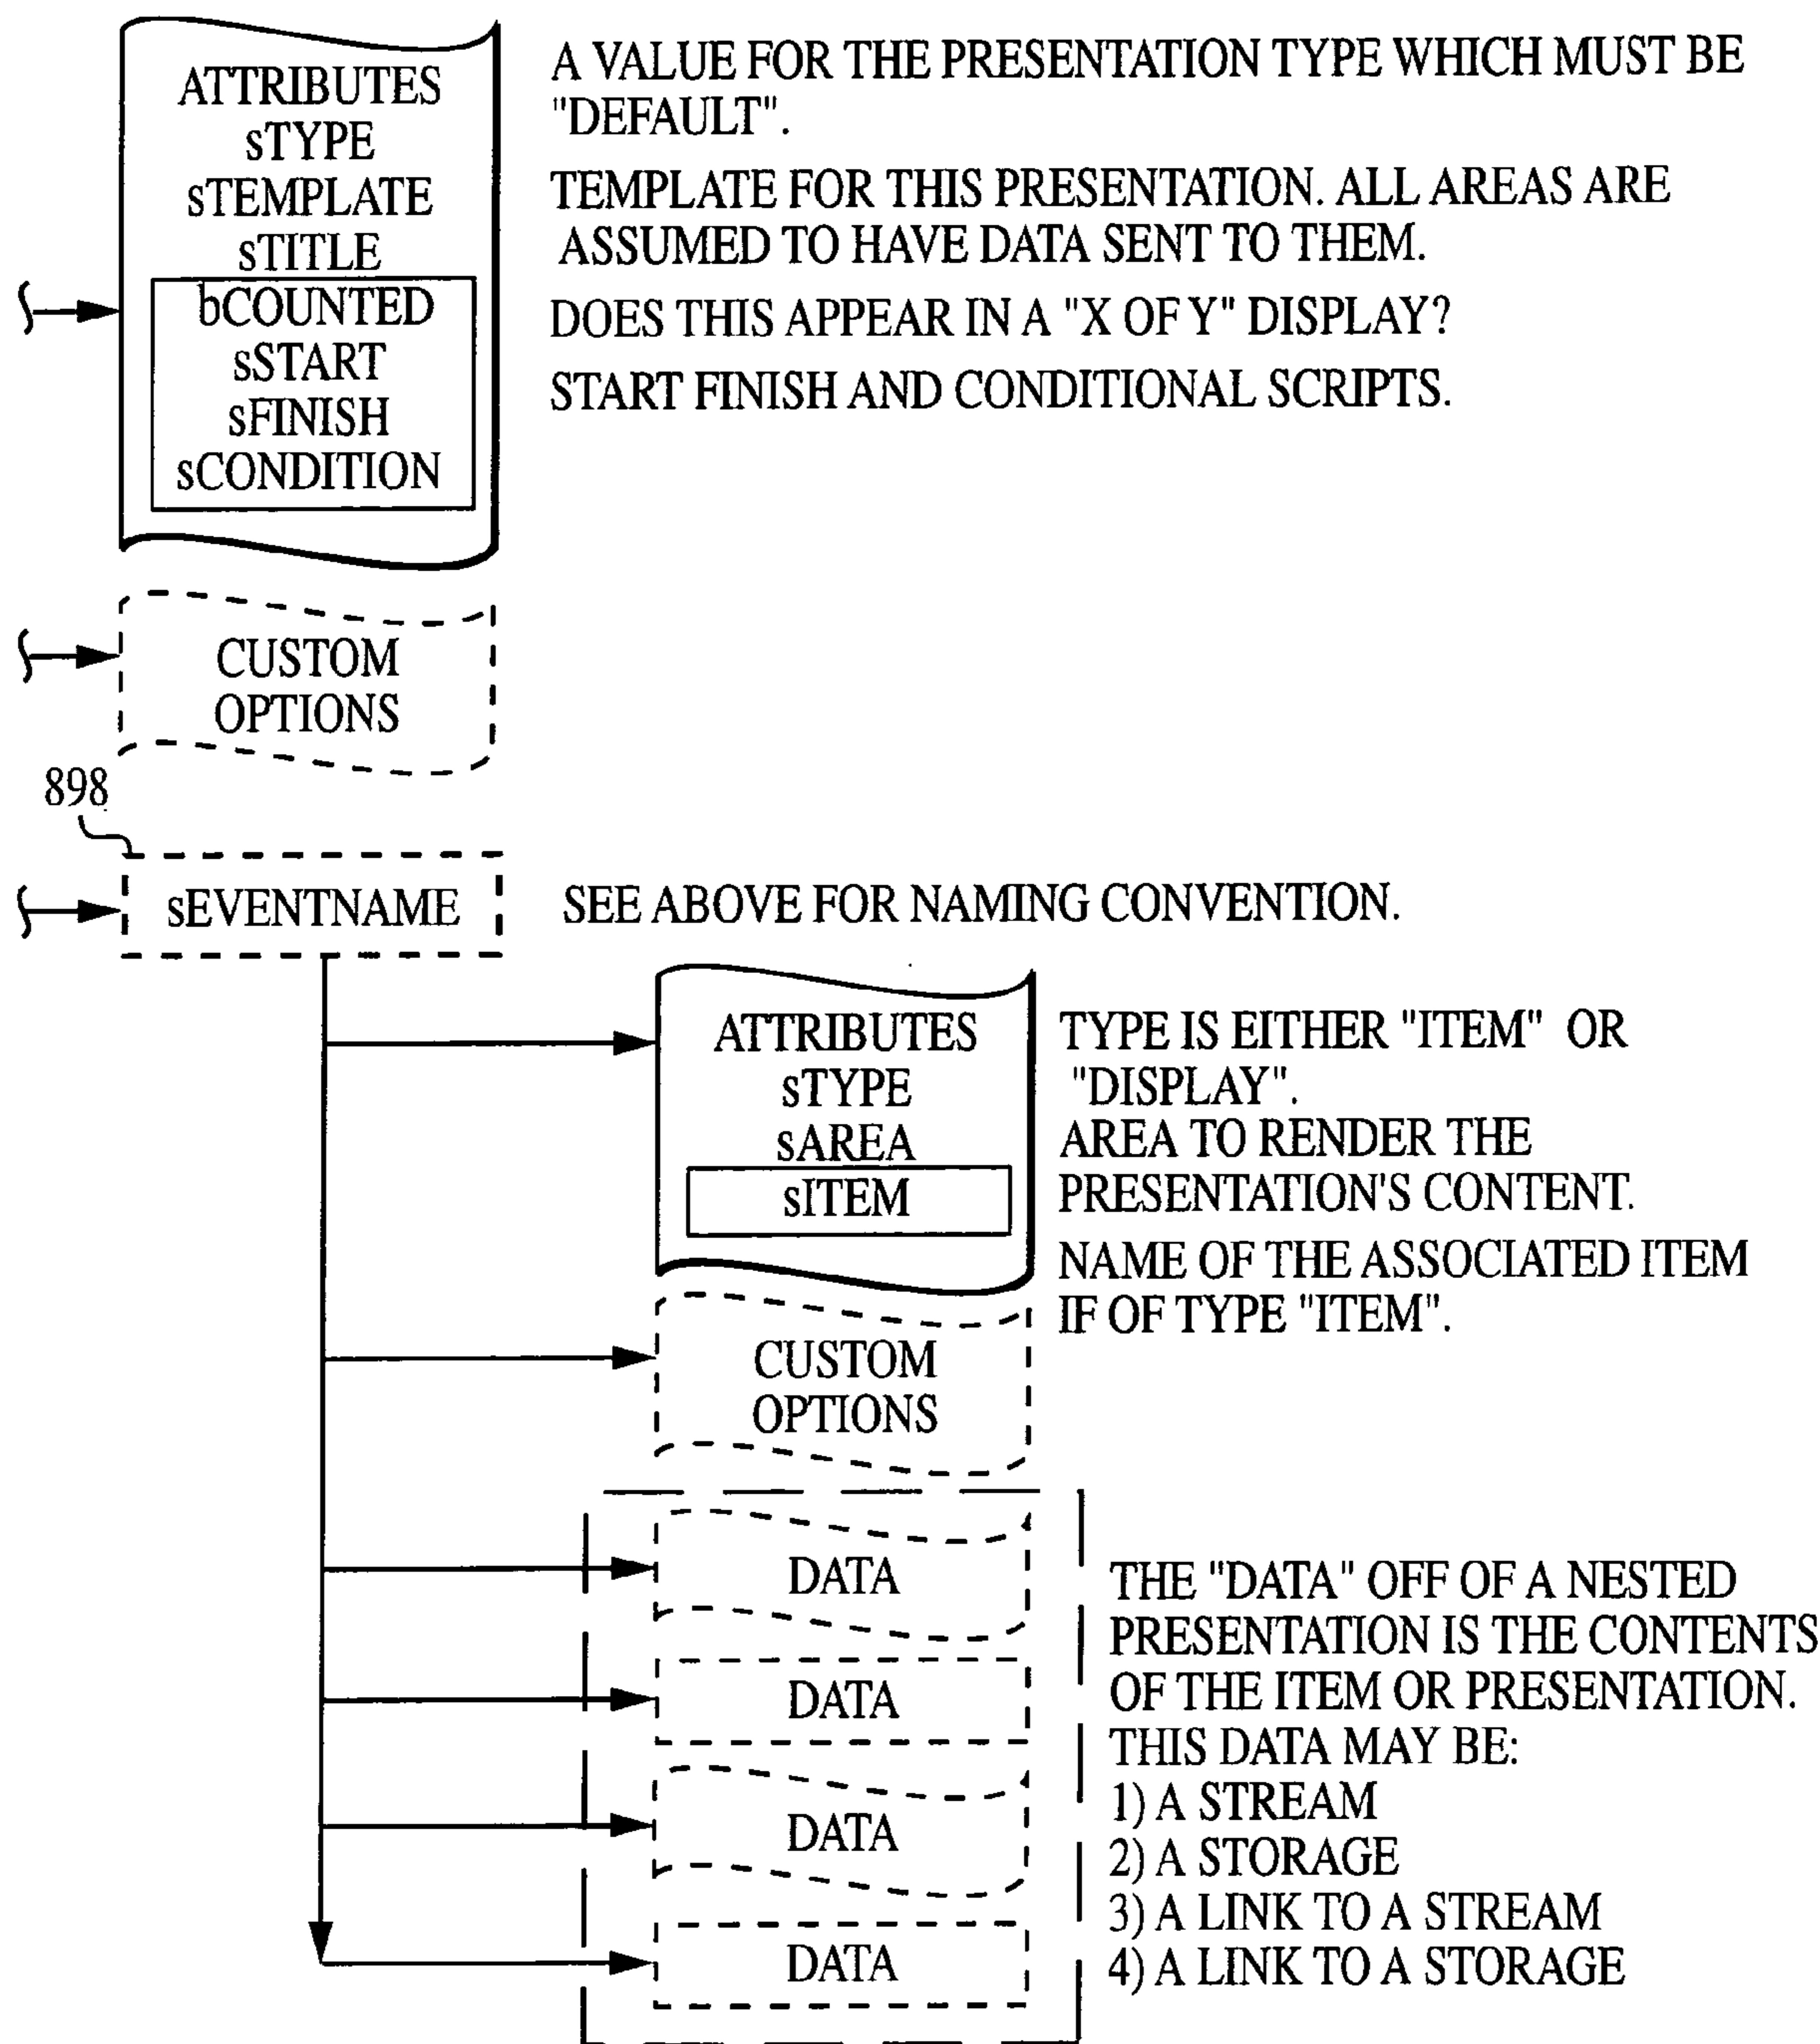 ATTRIBUTES
sTYPE
sTEMPLATE
sTITLE
bCOUNTED
sSTART
sFINISH
sCONDITION
A VALUE FOR THE PRESENTATION TYPE WHICH MUST BE
"DEFAULT".
TEMPLATE FOR THIS PRESENTATION. ALL AREAS ARE
ASSUMED TO HAVE DATA SENT TO THEM.
DOES THIS APPEAR IN A "X OF Y" DISPLAY?
START FINISH AND CONDITIONAL SCRIPTS.
CUSTOM
OPTIONS
898
sEVENTNAME
SEE ABOVE FOR NAMING CONVENTION.
ATTRIBUTES
sTYPE
sAREA
sITEM
TYPE IS EITHER "ITEM" OR
"DISPLAY".
AREA TO RENDER THE
PRESENTATION'S CONTENT.
NAME OF THE ASSOCIATED ITEM
IF OF TYPE "ITEM".
CUSTOM
OPTIONS
DATA
DATA
DATA
DATA
THE "DATA" OFF OF A NESTED
PRESENTATION IS THE CONTENTS
OF THE ITEM OR PRESENTATION.
THIS DATA MAY BE:
1) A STREAM
2) A STORAGE
3) A LINK TO A STREAM
4) A LINK TO A STORAGE